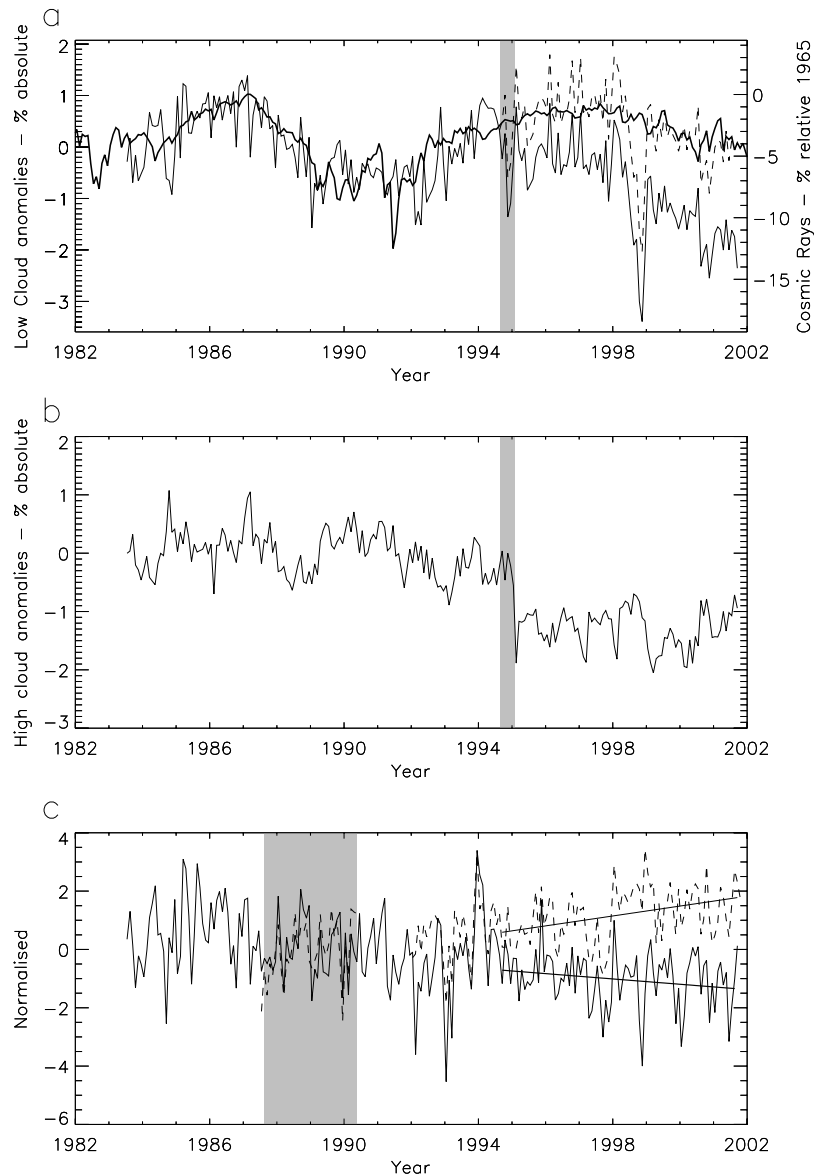 a
Low Cloud anomalies − % absolute
2
1
0
−1
−2
−3
0
−5
−10
−15
Cosmic Rays − % relative 1965
1982 1986 1990 1994 1998 2002
Year
b
High cloud anomalies − % absolute
2
1
0
−1
−2
−3
1982 1986 1990 1994 1998 2002
Year
c
Normalised
4
2
0
−2
−4
−6
1982 1986 1990 1994 1998 2002
Year